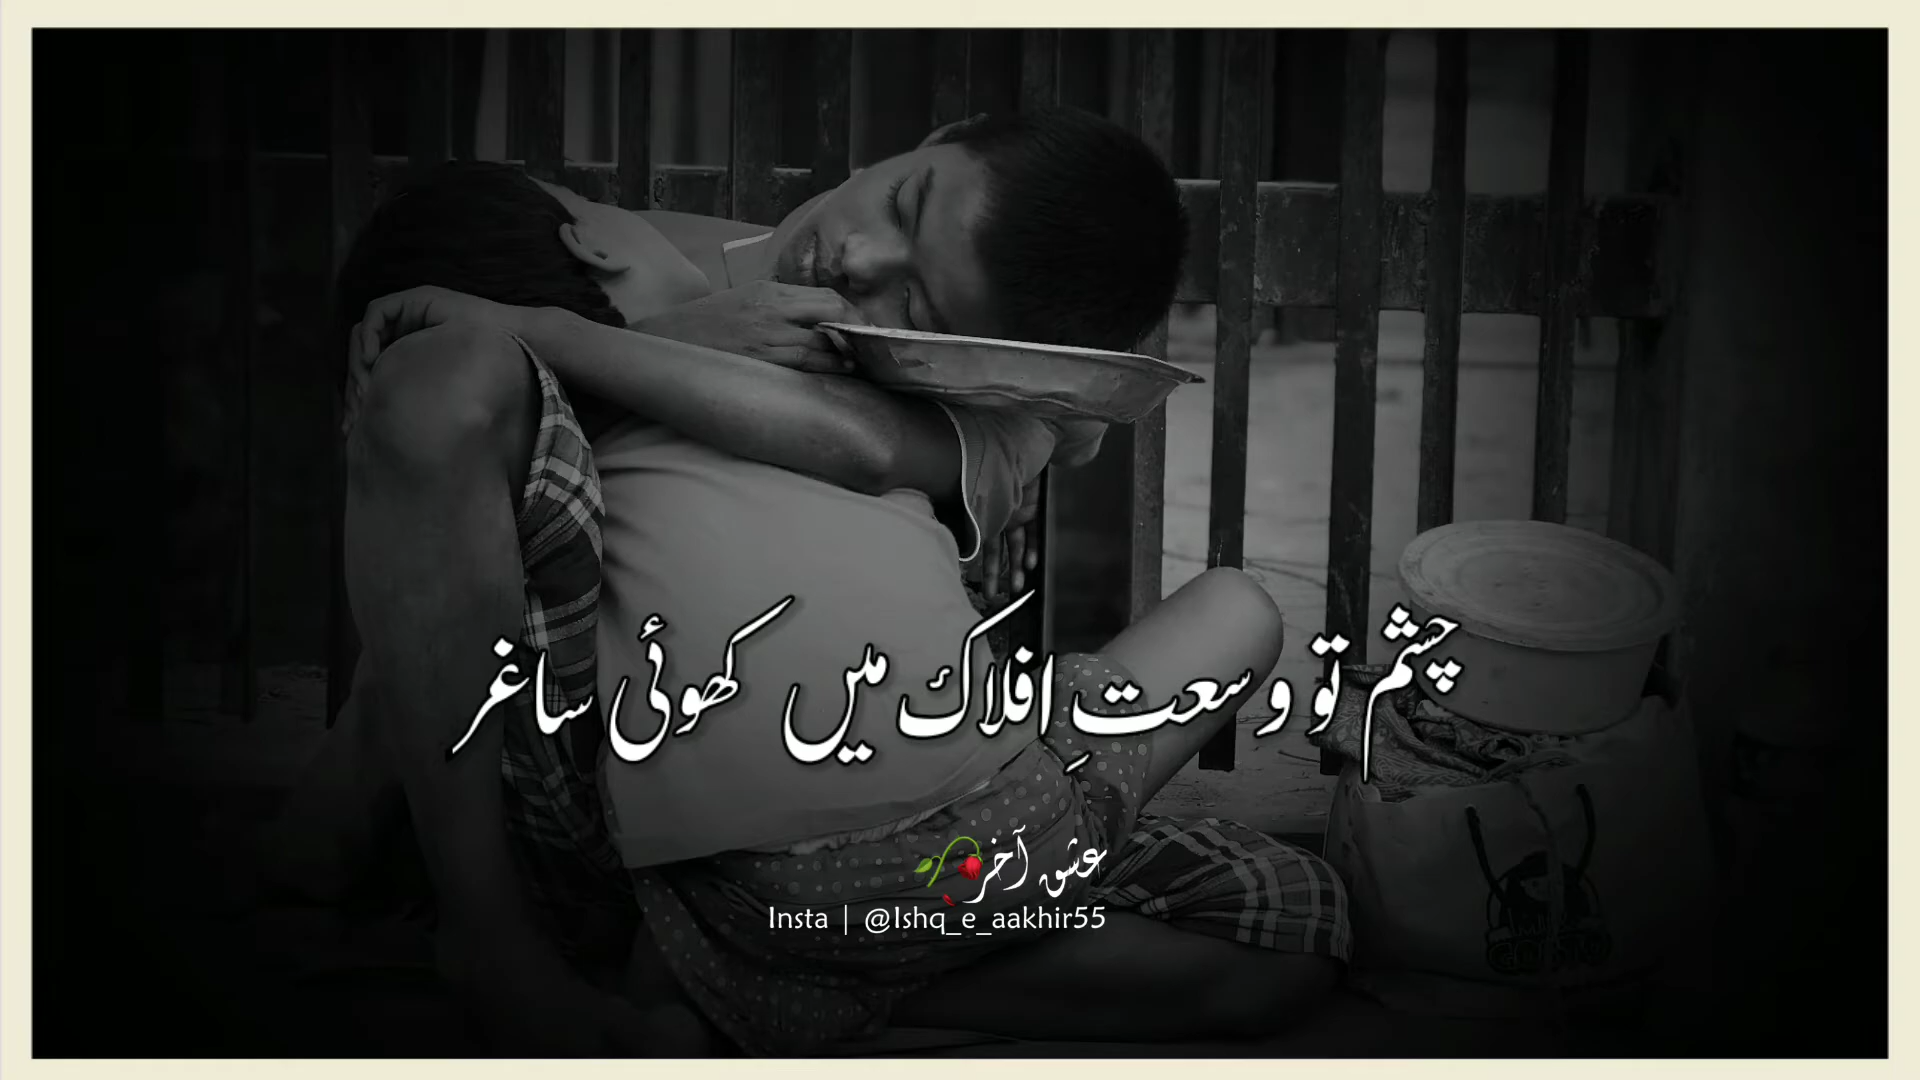 چشم تو وسعتِ افلاک میں کھوئی ساغر
عشق آخر
Insta | @Ishq_e_aakhir55